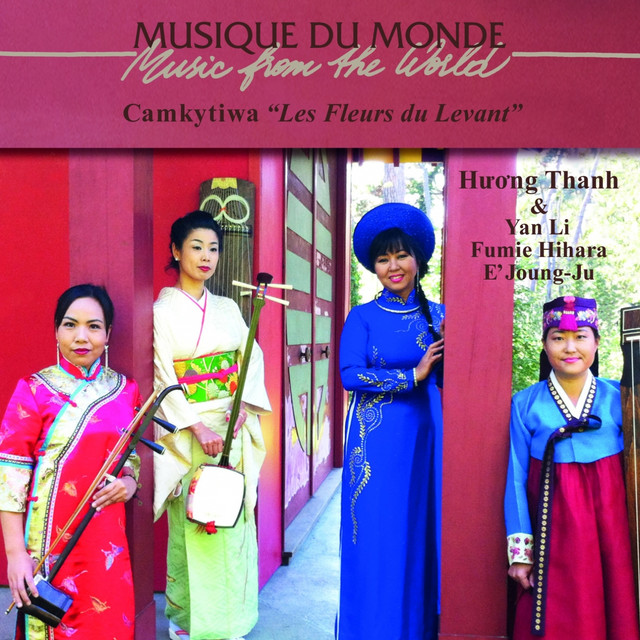 MUSIQUE DU MONDE
Music from the World
Camkytiwa “Les Fleurs du Levant”
Hương Thanh
&
Yan Li
Fumie Hihara
E’Joung-Ju